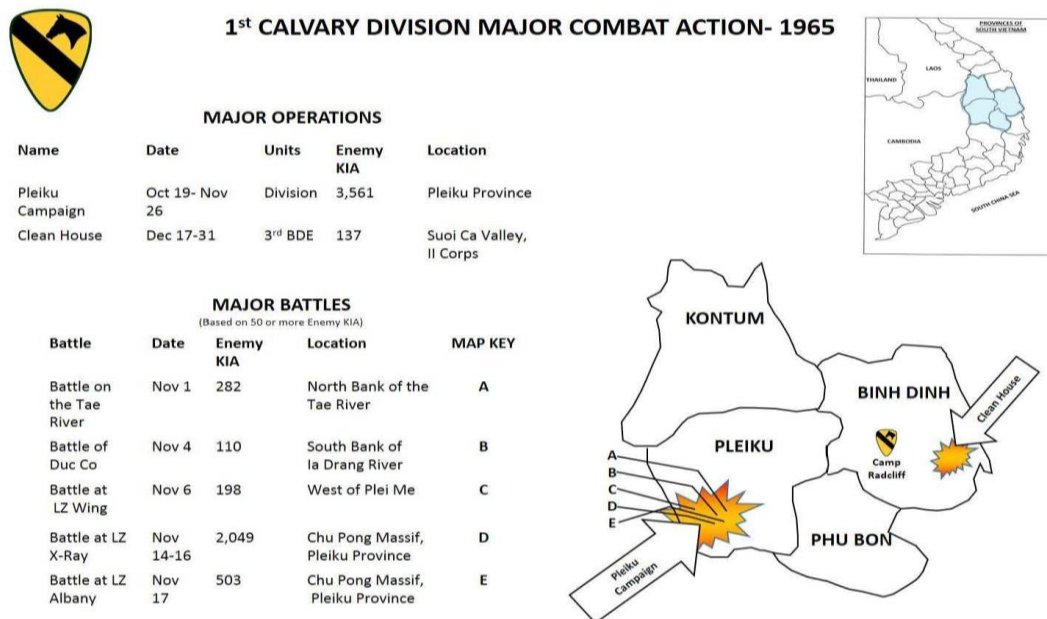 1st CALVARY DIVISION MAJOR COMBAT ACTION- 1965
PROVINCES OF
SOUTH VIETNAM
LAOS
THAILAND
CAMBODIA
SOUTH CHINA SEA
MAJOR OPERATIONS
Name Date Units Enemy KIA Location
Pleiku Oct 19- Nov Division 3,561 Pleiku Province
Campaign 26
Clean House Dec 17-31 3rd BDE 137 Suoi Ca Valley,
II Corps
MAJOR BATTLES
(Based on 50 or more Enemy KIA)
Battle Date Enemy Location MAP KEY
KIA
Battle on Nov 1 282 North Bank of the A
the Tae Tae River
River
Battle of Nov 4 110 South Bank of B
Duc Co Ia Drang River
Battle at Nov 6 198 West of Plei Me C
LZ Wing
Battle at LZ Nov 2,049 Chu Pong Massif, D
X-Ray 14-16 Pleiku Province
Battle at LZ Nov 503 Chu Pong Massif, E
Albany 17 Pleiku Province
KONTUM
BINH DINH
Clean House
PLEIKU
Camp
Radcliff
A
B
C
D
E
PHU BON
Pleiku
Campaign